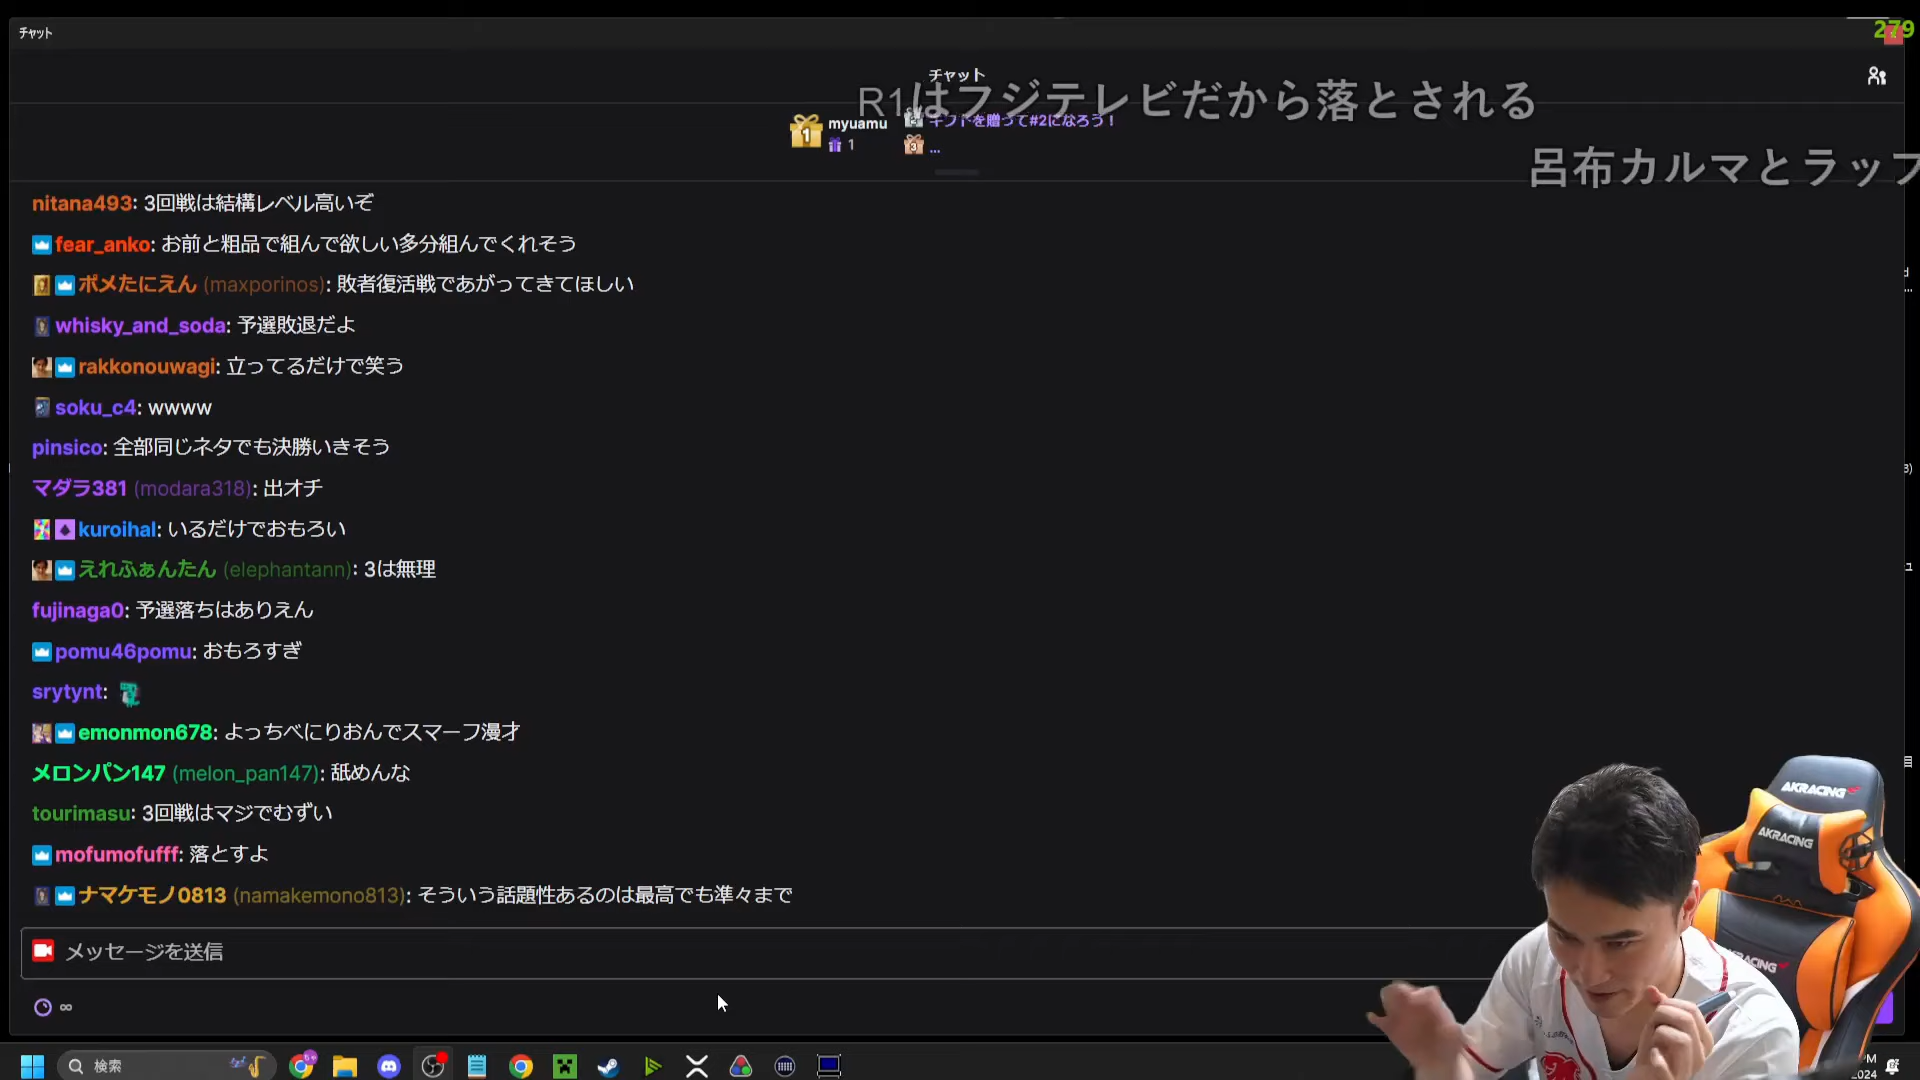 チャット
279
チャット
R1はフジテレビだから落とされる
myuamu
ギフトを贈って#2になろう！
1
...
呂布カルマとラップ
nitana493: 3回戦は結構レベル高いぞ
fear_anko: お前と粗品で組んで欲しい多分組んでくれそう
ポメたにえん (maxporinos): 敗者復活戦であがってきてほしい
whisky_and_soda: 予選敗退だよ
rakkonouwagi: 立ってるだけで笑う
soku_c4: wwww
pinsico: 全部同じネタでも決勝いきそう
マダラ381 (modara318): 出オチ
kuroihal: いるだけでおもろい
えれふぁんたん (elephantann): 3は無理
fujinaga0: 予選落ちはありえん
pomu46pomu: おもろすぎ
srytynt:
emonmon678: よっちべにりおんでスマーフ漫才
メロンパン147 (melon_pan147): 舐めんな
tourimasu: 3回戦はマジでむずい
mofumofufff: 落とすよ
ナマケモノ0813 (namakemono813): そういう話題性あるのは最高でも準々まで
メッセージを送信
∞
AKRACING
AKRACING
検索
PM
2024